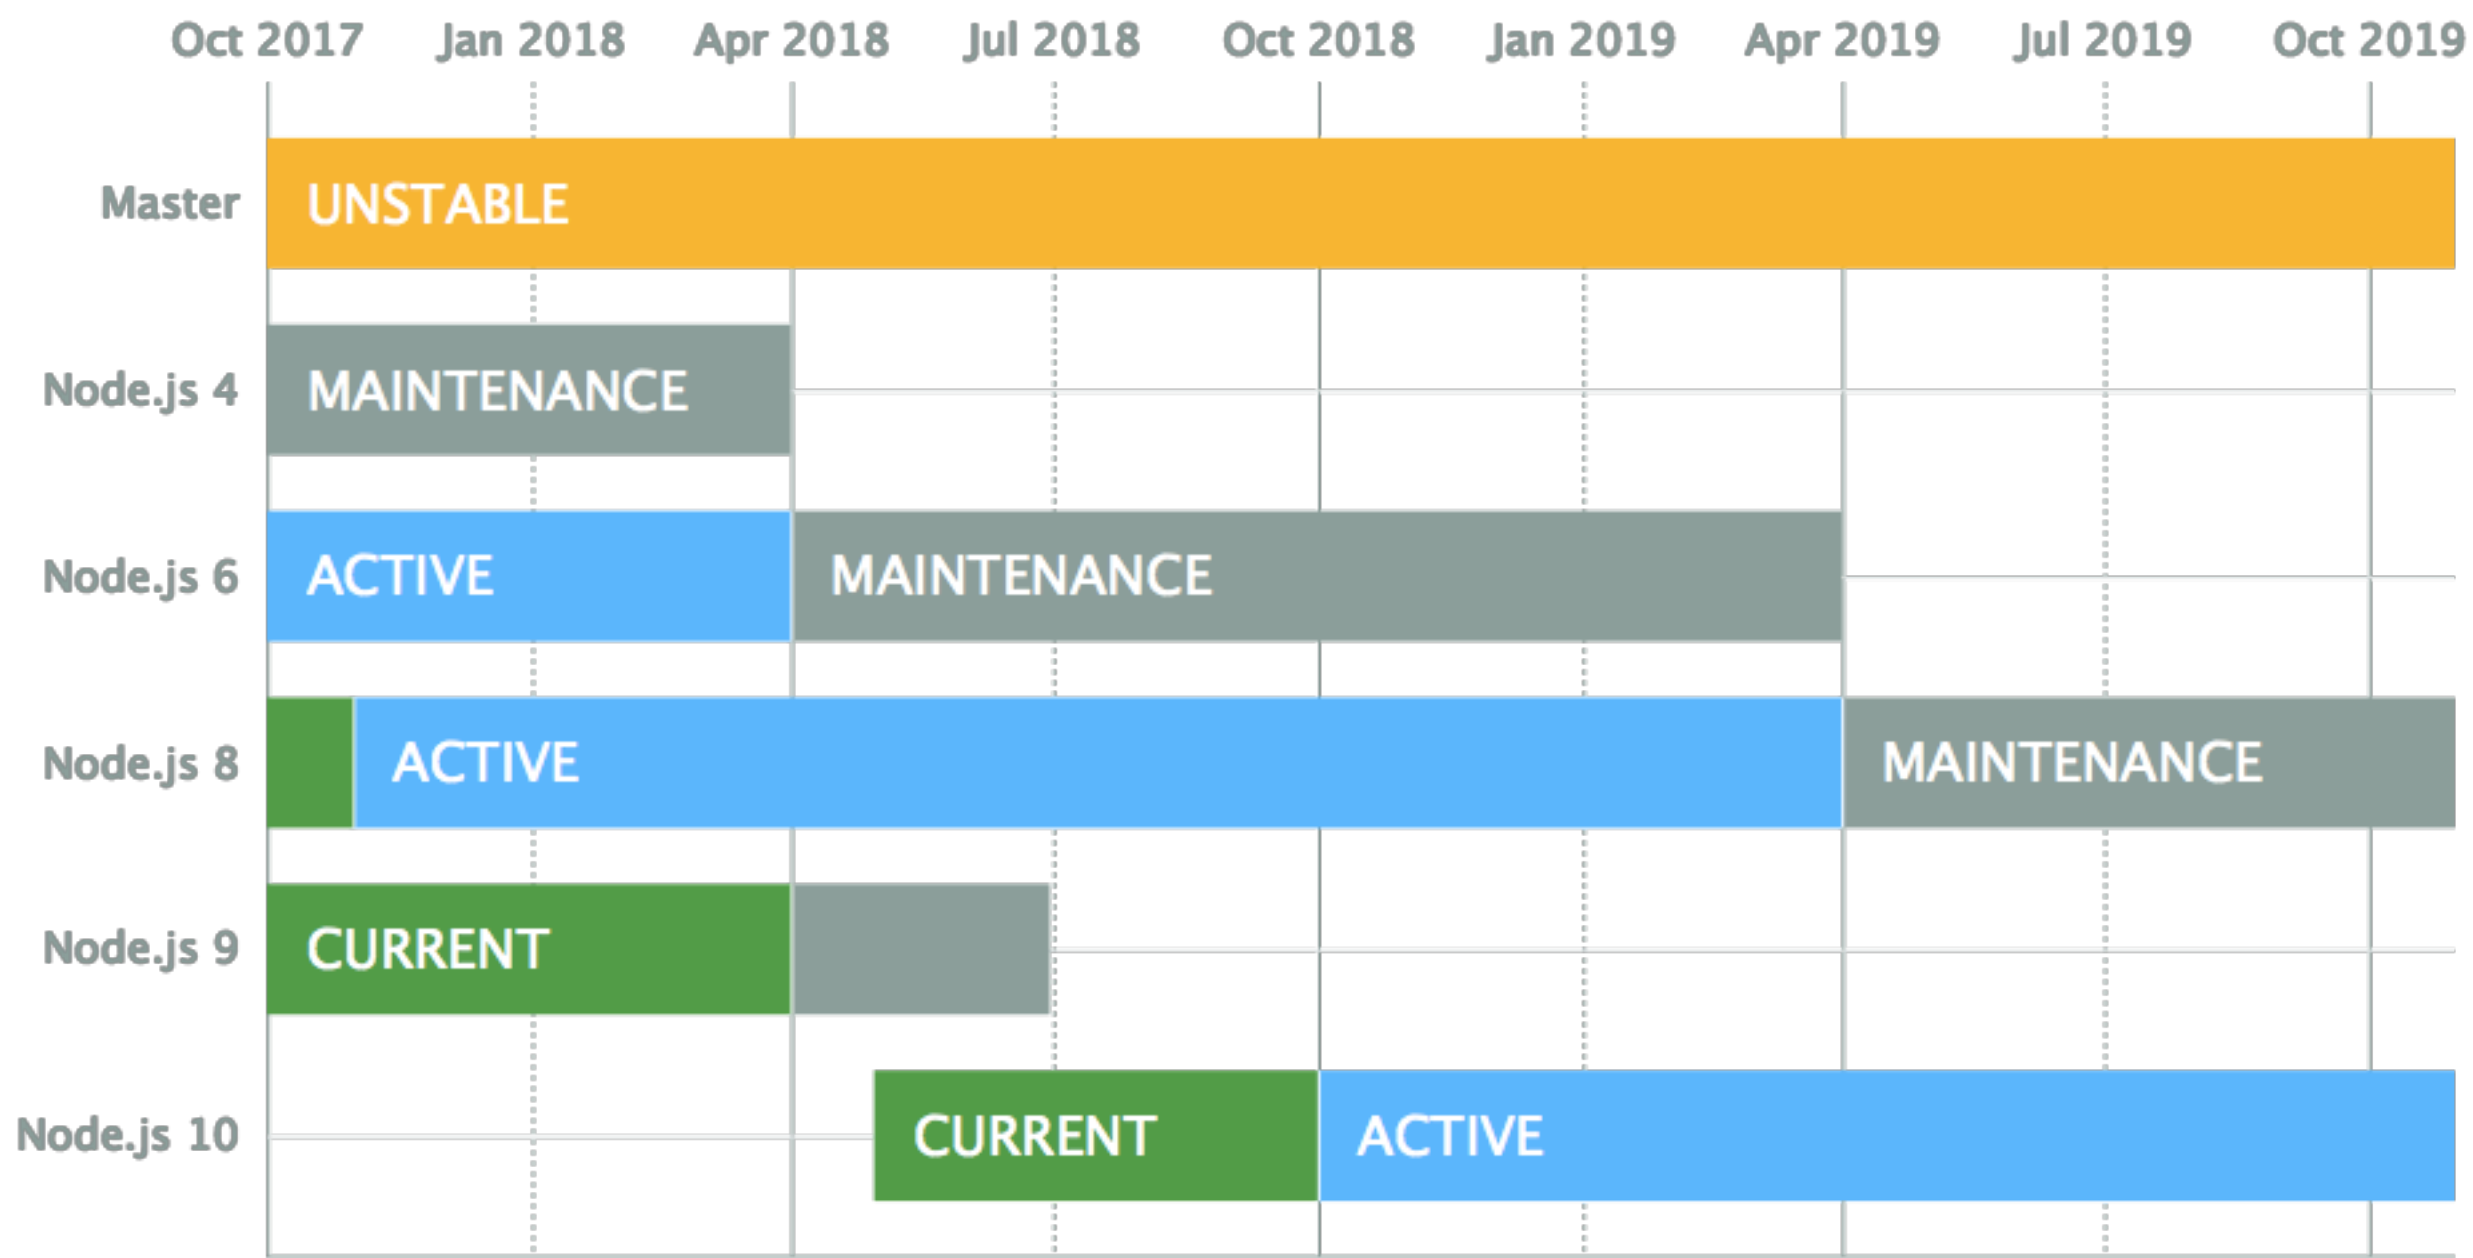 Oct 2017 Jan 2018 Apr 2018 Jul 2018 Oct 2018 Jan 2019 Apr 2019 Jul 2019 Oct 2019
Master UNSTABLE
Node.js 4 MAINTENANCE
Node.js 6 ACTIVE MAINTENANCE
Node.js 8 ACTIVE MAINTENANCE
Node.js 9 CURRENT
Node.js 10 CURRENT ACTIVE